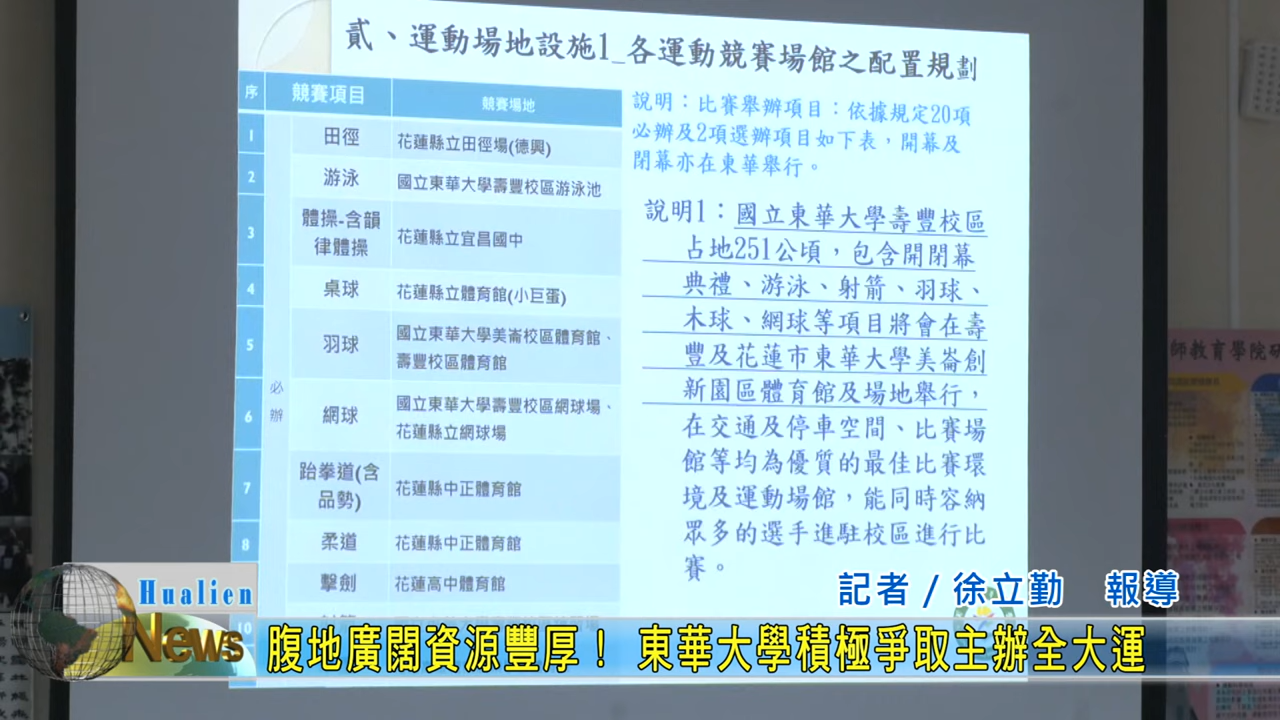 貳、運動場地設施1_各運動競賽場館之配置規劃
序 競賽項目 競賽場地
1 田徑 花蓮縣立田徑場(德興)
2 游泳 國立東華大學壽豐校區游泳池
3 體操-含韻
律體操 花蓮縣立宜昌國中
4 桌球 花蓮縣立體育館(小巨蛋)
5 羽球 國立東華大學美崙校區體育館、
壽豐校區體育館
必
辦
6 網球 國立東華大學壽豐校區網球場、
花蓮縣立網球場
7 跆拳道(含
品勢) 花蓮縣中正體育館
8 柔道 花蓮縣中正體育館
擊劍 花蓮高中體育館
10
說明：比賽舉辦項目：依據規定20項
必辦及2項選辦項目如下表，開幕及
閉幕亦在東華舉行。
說明1：國立東華大學壽豐校區
占地251公頃，包含開閉幕
典禮、游泳、射箭、羽球、
木球、網球等項目將會在壽
豐及花蓮市東華大學美崙創
新園區體育館及場地舉行，
在交通及停車空間、比賽場
館等均為優質的最佳比賽環
境及運動場館，能同時容納
眾多的選手進駐校區進行比
賽。
師教育學院研
記者/徐立勤 報導
Hualien
News
腹地廣闊資源豐厚！ 東華大學積極爭取主辦全大運